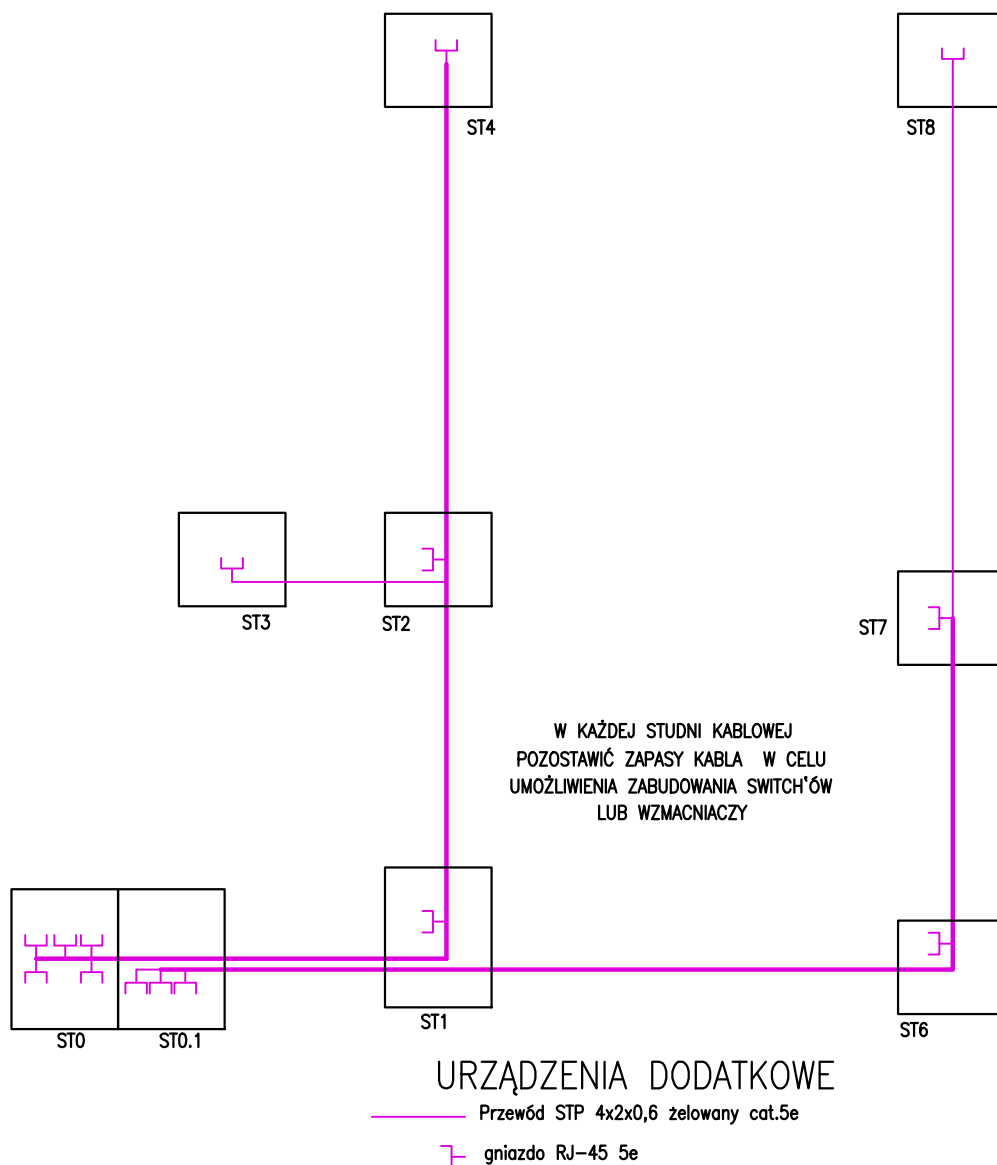 ST4
ST8
ST3
ST2
ST7
W KAŻDEJ STUDNI KABLOWEJ
POZOSTAWIĆ ZAPASY KABLA W CELU
UMOŻLIWIENIA ZABUDOWANIA SWITCH'ÓW
LUB WZMACNIACZY
ST0
ST0.1
ST1
ST6
URZĄDZENIA DODATKOWE
Przewód STP 4x2x0,6 żelowany cat.5e
gniazdo RJ-45 5e